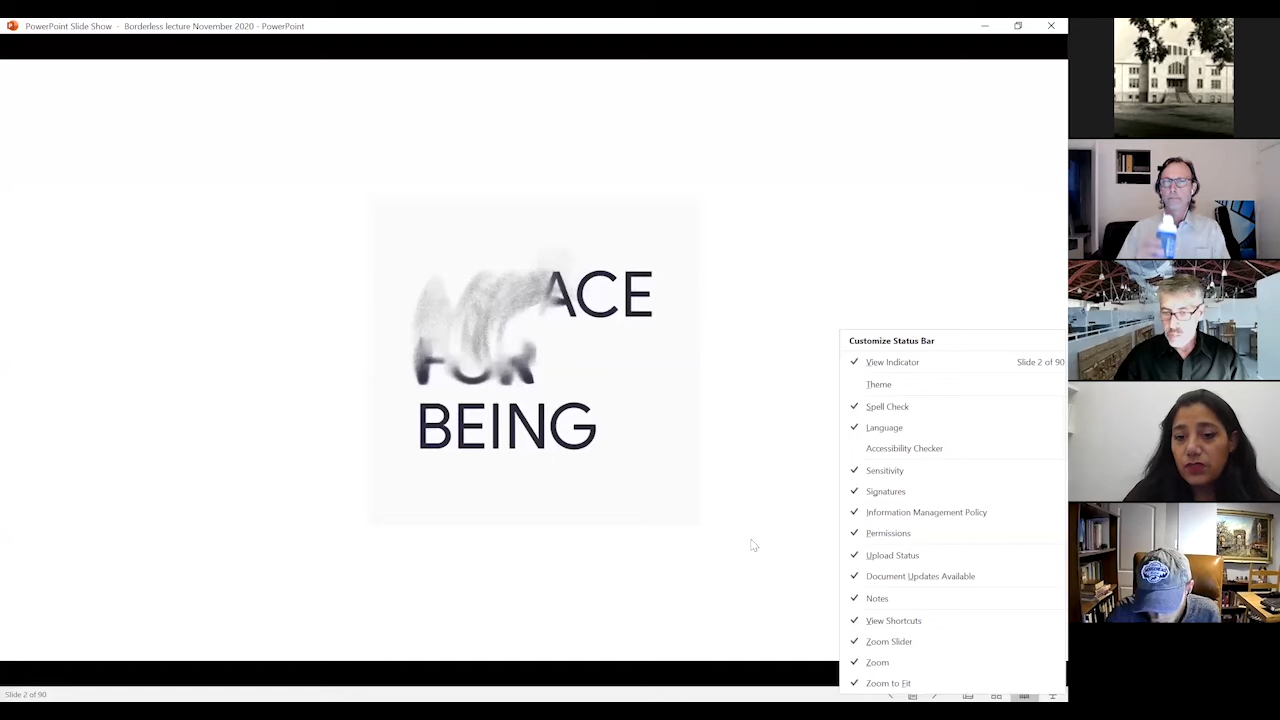 PowerPoint Slide Show - Borderless lecture November 2020 - PowerPoint
ACE
FOR
BEING
Customize Status Bar
View Indicator Slide 2 of 90
Theme
Spell Check
Language
Accessibility Checker
Sensitivity
Signatures
Information Management Policy
Permissions
Upload Status
Document Updates Available
Notes
View Shortcuts
Zoom Slider
Zoom
Zoom to Fit
Slide 2 of 90